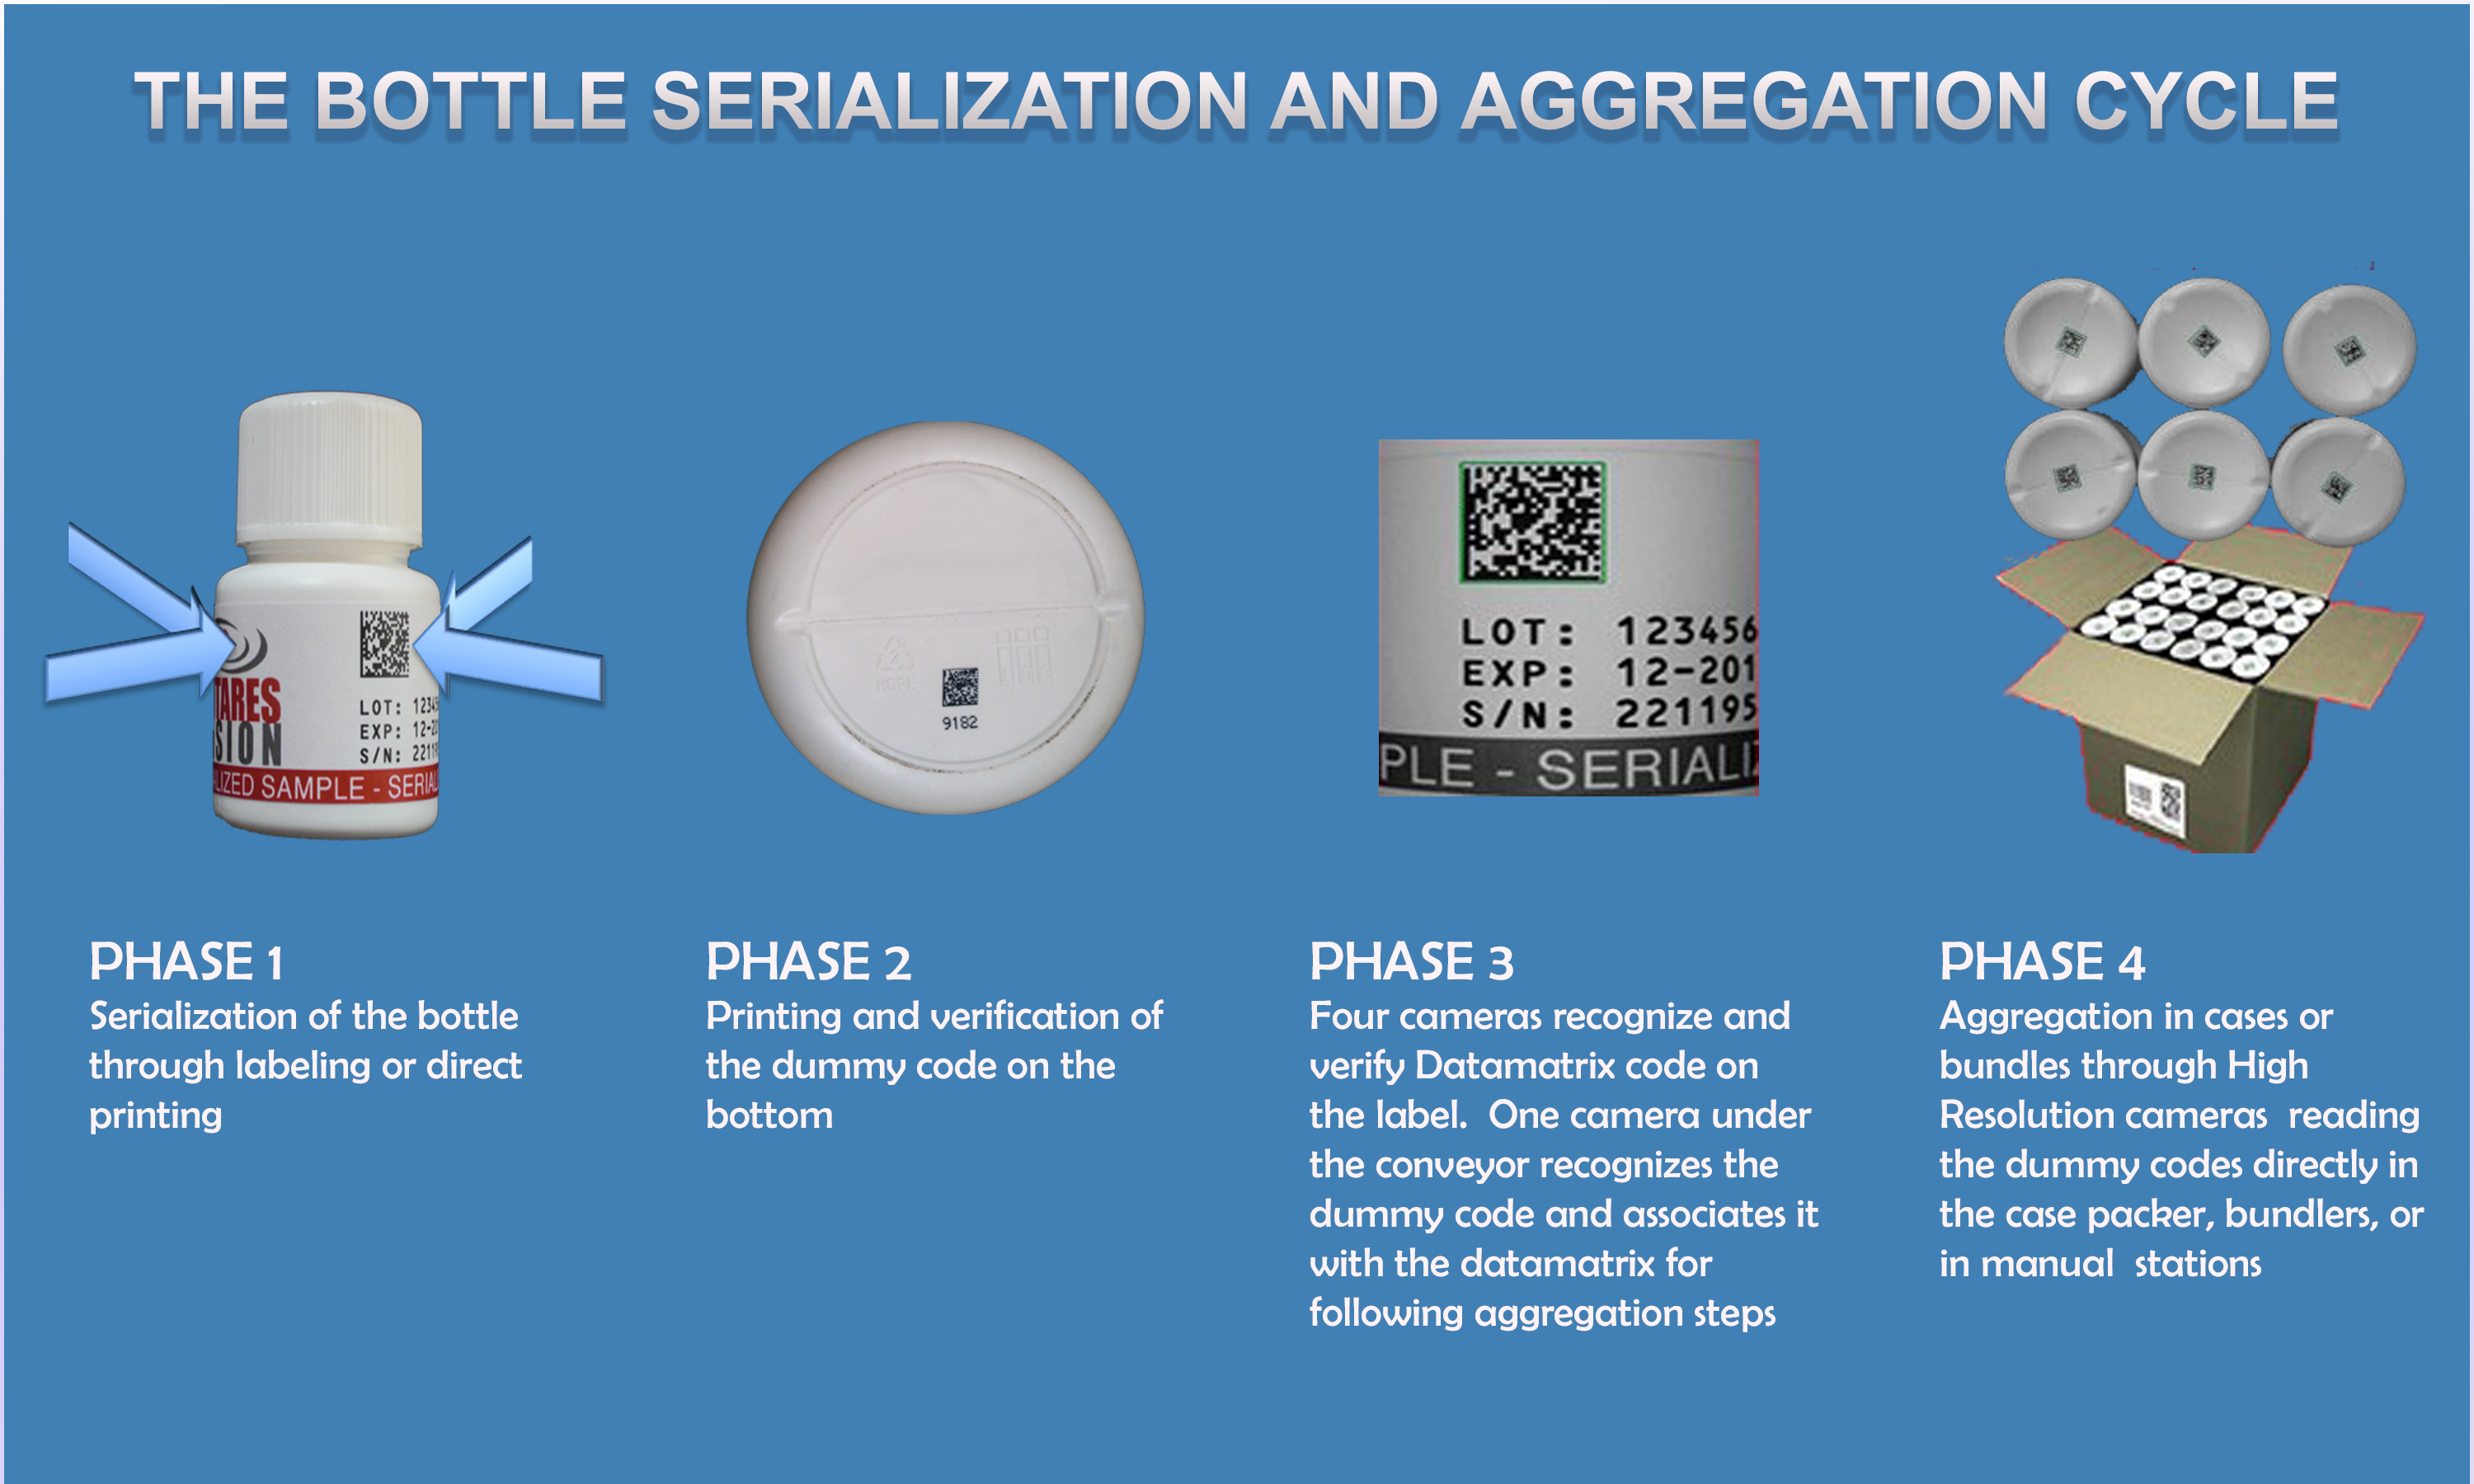 THE BOTTLE SERIALIZATION AND AGGREGATION CYCLE
TARES
SION
LOT: 1234
EXP: 12-20
S/N: 2211
LIZED SAMPLE - SERIAL
HDPE
9182
LOT: 123456
EXP: 12-201
S/N: 221195
PLE - SERIALIZ
PHASE 1
Serialization of the bottle
through labeling or direct
printing
PHASE 2
Printing and verification of
the dummy code on the
bottom
PHASE 3
Four cameras recognize and
verify Datamatrix code on
the label. One camera under
the conveyor recognizes the
dummy code and associates it
with the datamatrix for
following aggregation steps
PHASE 4
Aggregation in cases or
bundles through High
Resolution cameras reading
the dummy codes directly in
the case packer, bundlers, or
in manual stations